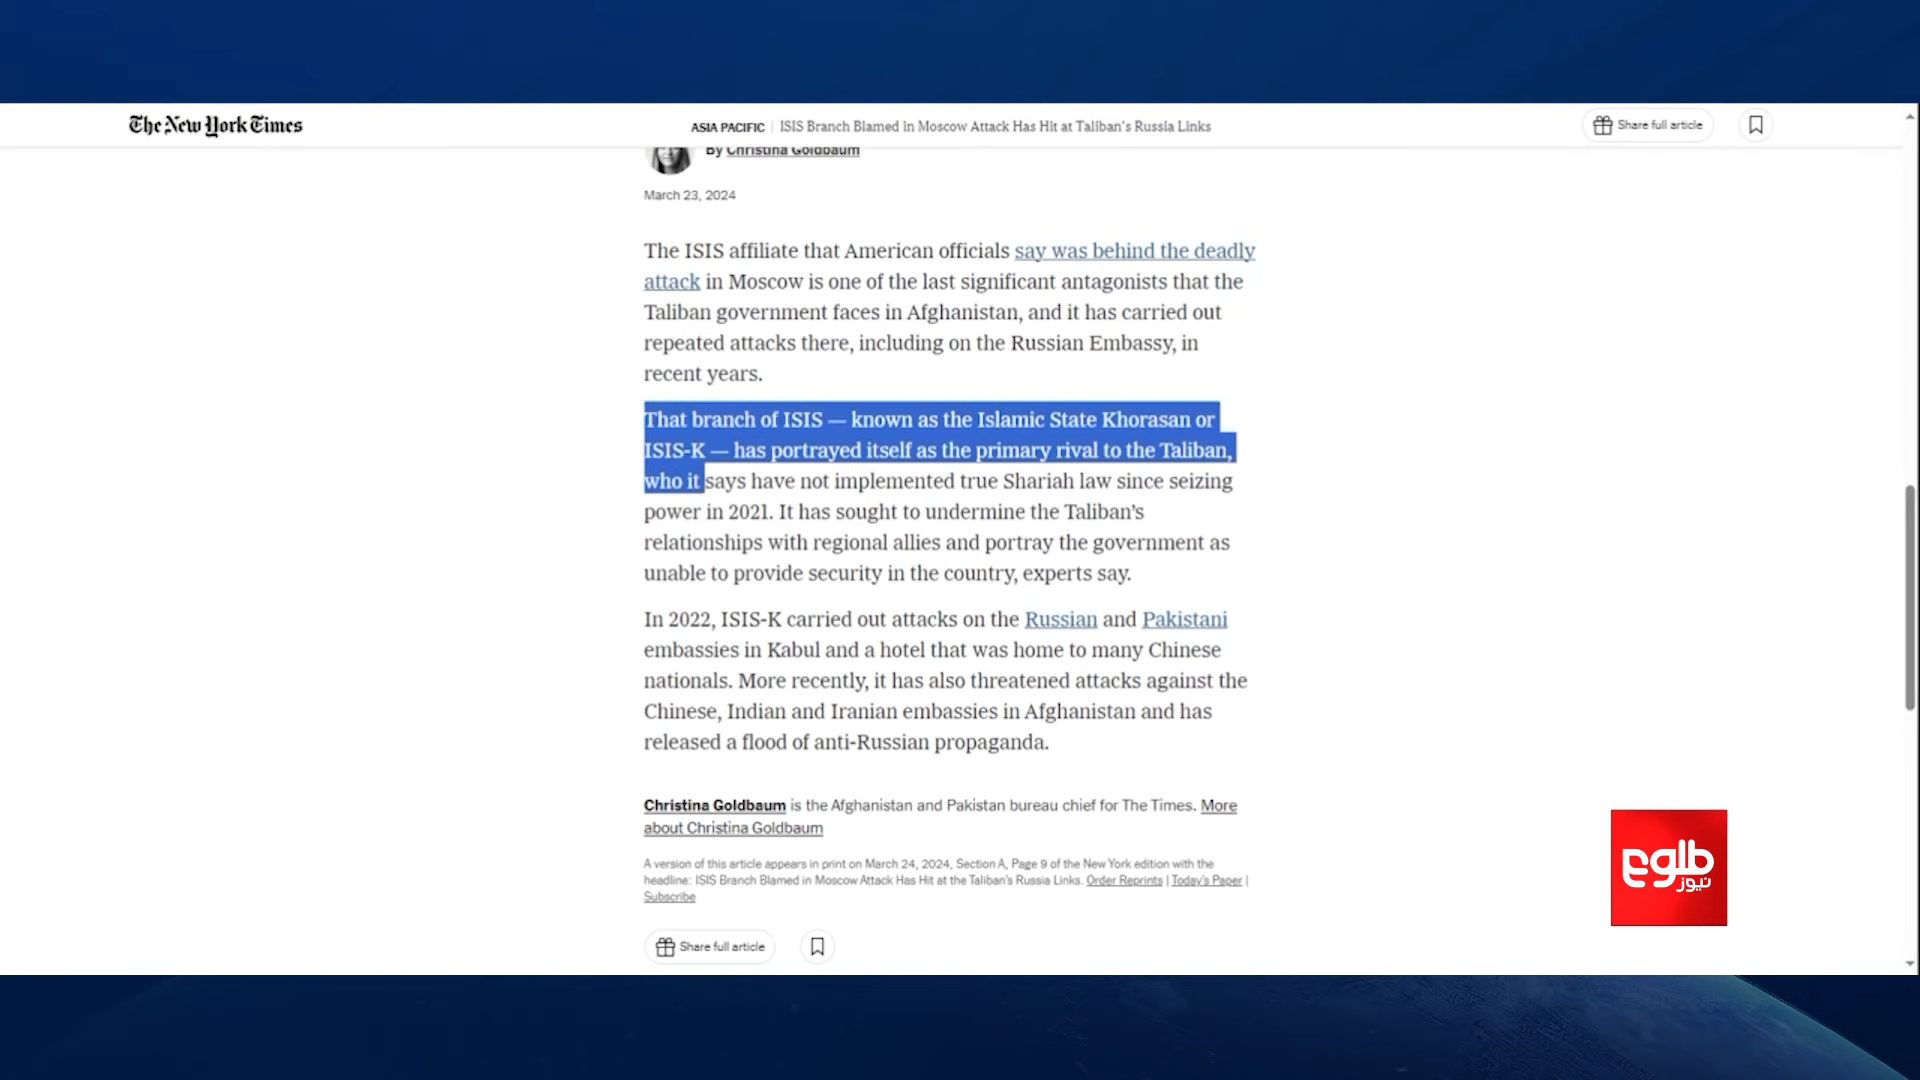 The New York Times
ASIA PACIFIC | ISIS Branch Blamed in Moscow Attack Has Hit at Taliban's Russia Links
Share full article
By Christina Goldbaum
March 23, 2024
The ISIS affiliate that American officials say was behind the deadly
attack in Moscow is one of the last significant antagonists that the
Taliban government faces in Afghanistan, and it has carried out
repeated attacks there, including on the Russian Embassy, in
recent years.
That branch of ISIS — known as the Islamic State Khorasan or
ISIS-K — has portrayed itself as the primary rival to the Taliban,
who it says have not implemented true Shariah law since seizing
power in 2021. It has sought to undermine the Taliban's
relationships with regional allies and portray the government as
unable to provide security in the country, experts say.
In 2022, ISIS-K carried out attacks on the Russian and Pakistani
embassies in Kabul and a hotel that was home to many Chinese
nationals. More recently, it has also threatened attacks against the
Chinese, Indian and Iranian embassies in Afghanistan and has
released a flood of anti-Russian propaganda.
Christina Goldbaum is the Afghanistan and Pakistan bureau chief for The Times. More
about Christina Goldbaum
A version of this article appears in print on March 24, 2024, Section A, Page 9 of the New York edition with the
headline: ISIS Branch Blamed in Moscow Attack Has Hit at the Taliban's Russia Links. Order Reprints | Today's Paper |
Subscribe
Share full article
طلوع
نیوز